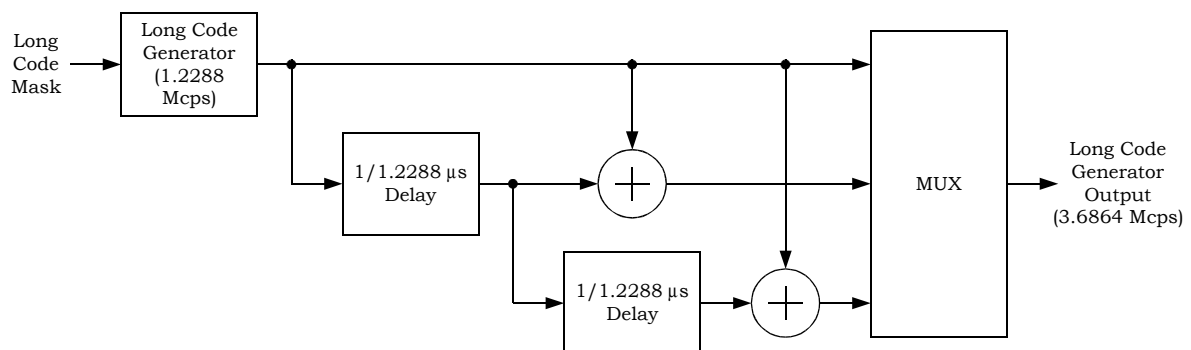 Long
Code
Mask
Long Code
Generator
(1.2288
Mcps)
1/1.2288 µs
Delay
1/1.2288 µs
Delay
MUX
Long Code
Generator
Output
(3.6864 Mcps)